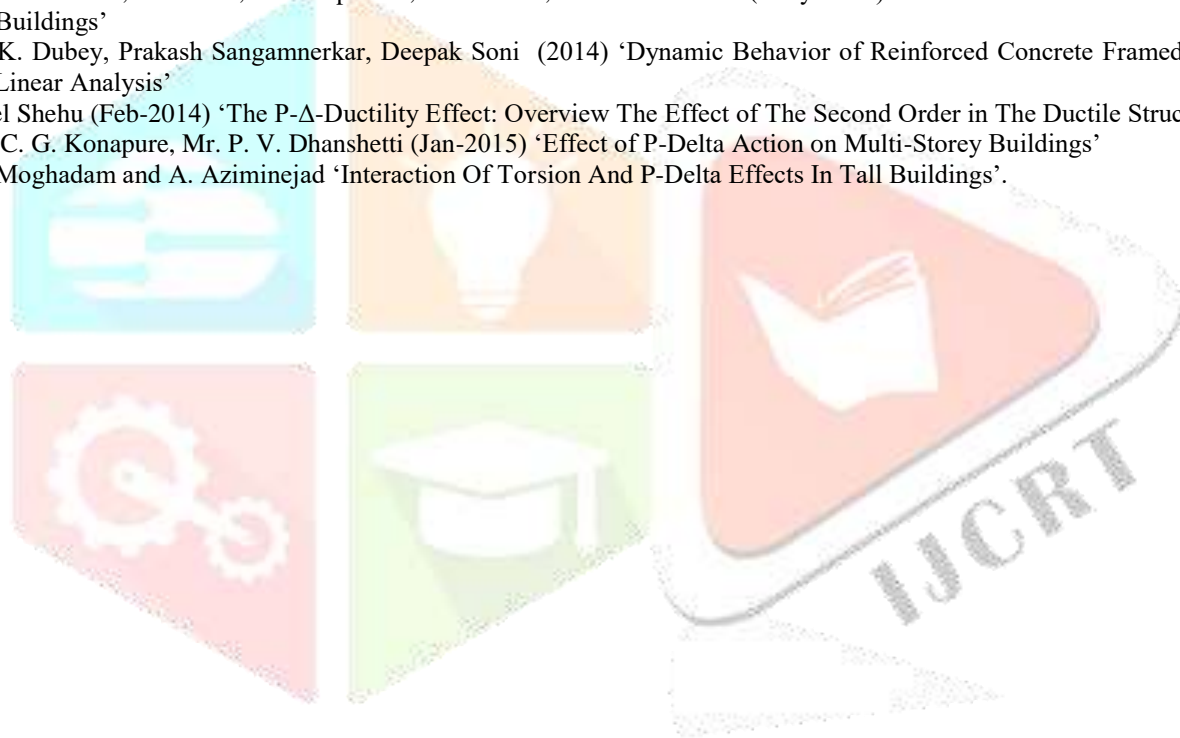 Buildings’
K. Dubey, Prakash Sangamnerkar, Deepak Soni (2014) ‘Dynamic Behavior of Reinforced Concrete Framed
Linear Analysis’
el Shehu (Feb-2014) ‘The P-Δ-Ductility Effect: Overview The Effect of The Second Order in The Ductile Struc
C. G. Konapure, Mr. P. V. Dhanshetti (Jan-2015) ‘Effect of P-Delta Action on Multi-Storey Buildings’
Moghadam and A. Aziminejad ‘Interaction Of Torsion And P-Delta Effects In Tall Buildings’.
IJCRT